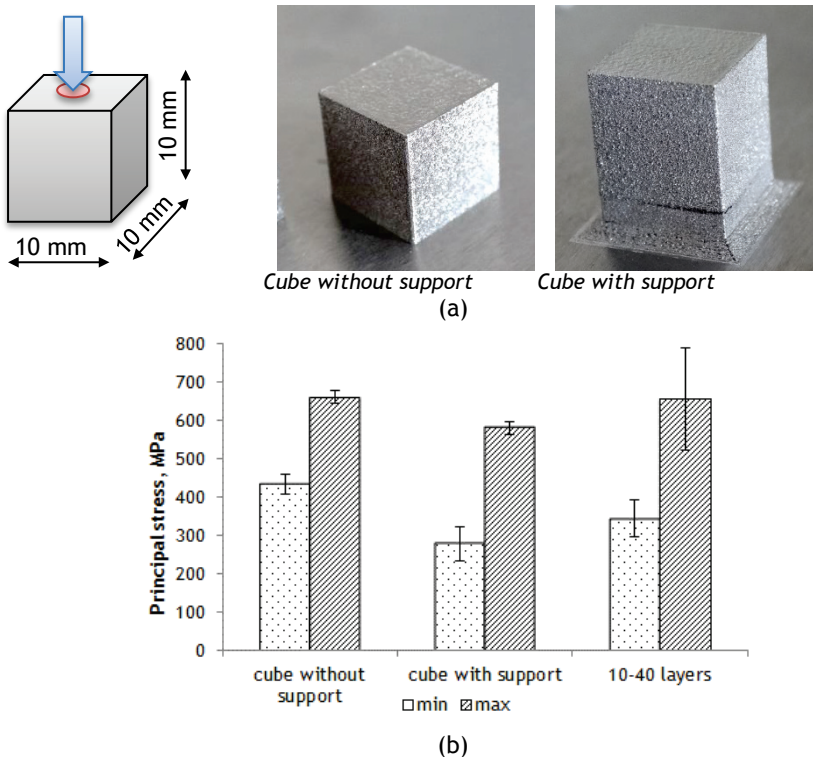 10 mm
10 mm
10 mm
Cube without support
Cube with support
(a)
800
700
600
500
400
300
200
100
0
Principal stress, MPa
cube without
support
cube with support
10-40 layers
min
max
(b)